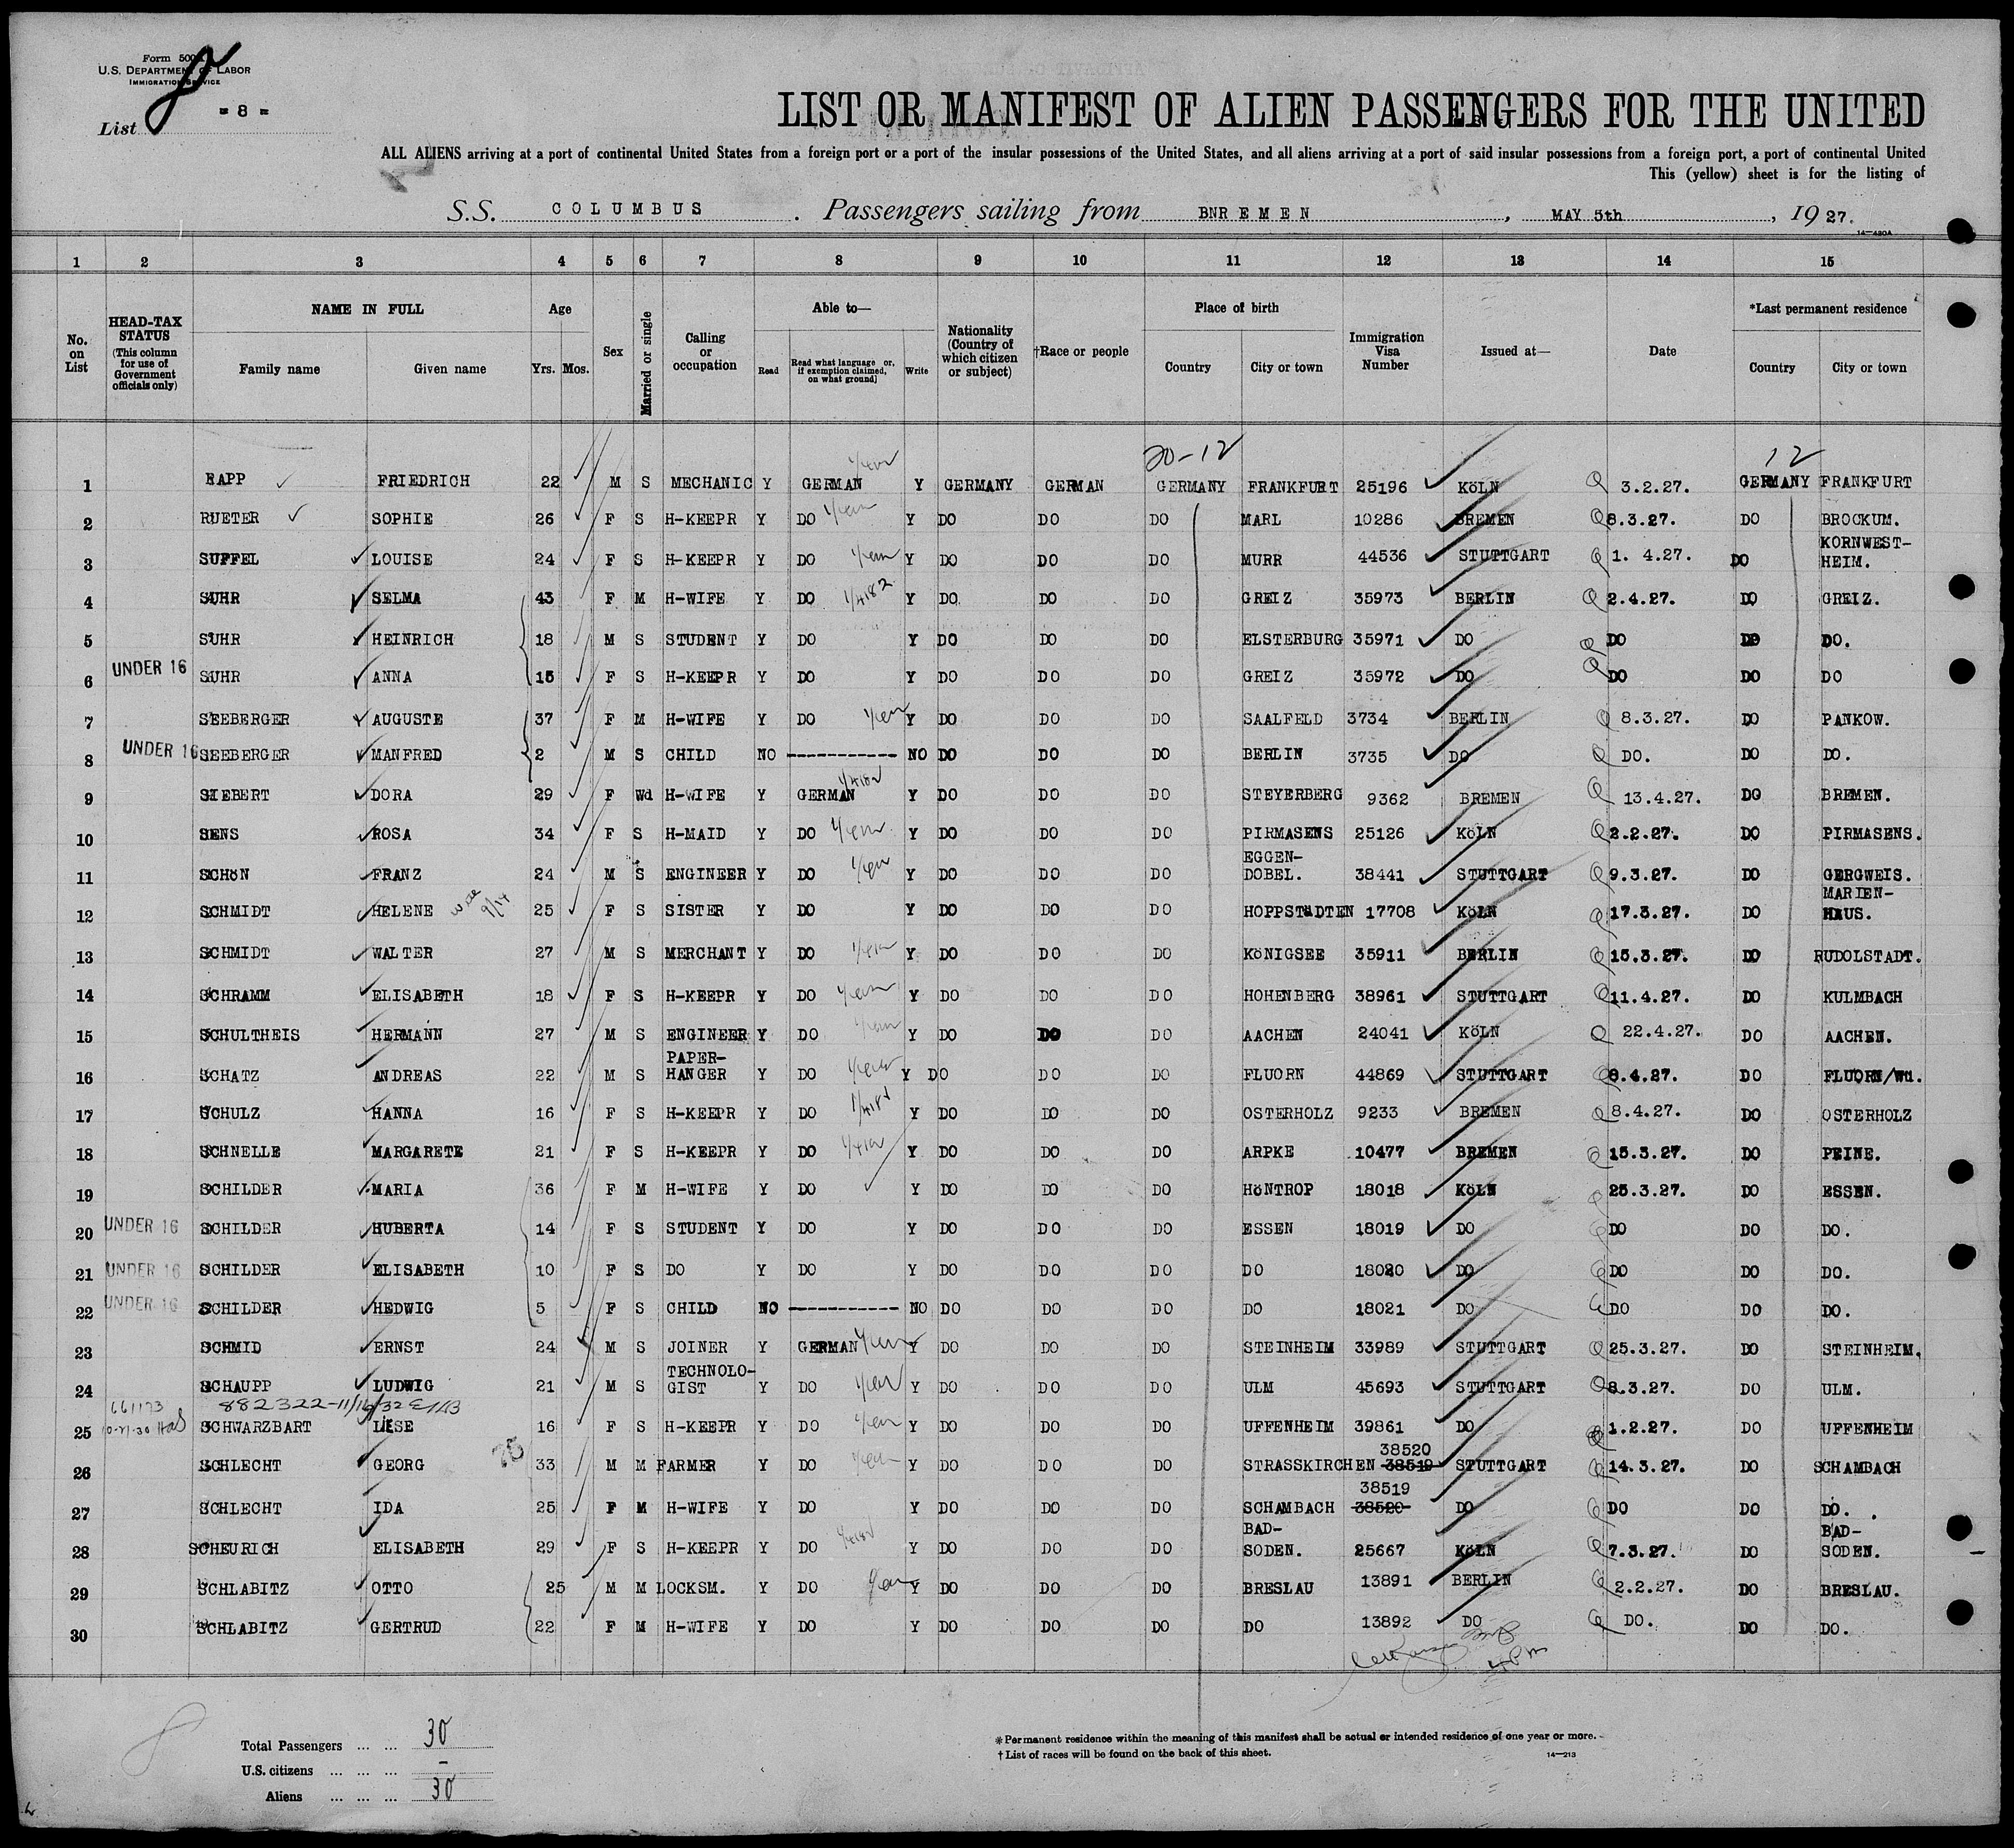 Form 500
U.S. DEPARTMENT OF LABOR
IMMIGRATION SERVICE
List 8 = 8 =
LIST OR MANIFEST OF ALIEN PASSENGERS FOR THE UNITED
ALL ALIENS arriving at a port of continental United States from a foreign port or a port of the insular possessions of the United States, and all aliens arriving at a port of said insular possessions from a foreign port, a port of continental United
This (yellow) sheet is for the listing of
S.S. COLUMBUS . Passengers sailing from BNREMEN , MAY 5th , 19 27.
14-430A
1 2 3 4 5 6 7 8 9 10 11 12 13 14 15
No. on List
HEAD-TAX STATUS (This column for use of Government officials only)
NAME IN FULL Family name Given name
Age Yrs. Mos.
Sex
Married or single
Calling or occupation
Able to— Read Read what language or, if exemption claimed, on what ground] Write
Nationality (Country of which citizen or subject)
†Race or people
Place of birth Country City or town
Immigration Visa Number
Issued at—
Date
*Last permanent residence Country City or town
20-12 12
1 RAPP FRIEDRICH 22 M S MECHANIC Y GERMAN Y GERMANY GERMAN GERMANY FRANKFURT 25196 KöLN 3.2.27. GERMANY FRANKFURT
2 RUETER SOPHIE 26 F S H-KEEPR Y DO Y DO DO DO MARL 10286 BREMEN 8.3.27. DO BROCKUM.
3 SUFFEL LOUISE 24 F S H-KEEPR Y DO Y DO DO DO MURR 44536 STUTTGART 1. 4.27. DO KORNWEST-
HEIM.
4 SUHR SELMA 43 F M H-WIFE Y DO Y DO DO DO GREIZ 35973 BERLIN 2.4.27. DO GREIZ.
5 SUHR HEINRICH 18 M S STUDENT Y DO Y DO DO DO ELSTERBURG 35971 DO DO DO DO.
6 UNDER 16 SUHR ANNA 15 F S H-KEEPR Y DO Y DO DO DO GREIZ 35972 DO DO DO DO
7 SEEBERGER AUGUSTE 37 F M H-WIFE Y DO Y DO DO DO SAALFELD 3734 BERLIN 8.3.27. DO PANKOW.
8 UNDER 16 SEEBERGER MANFRED 2 M S CHILD NO ----------- NO DO DO DO BERLIN 3735 DO DO. DO DO.
9 SIEBERT DORA 29 F Wd H-WIFE Y GERMAN Y DO DO DO STEYERBERG 9362 BREMEN 13.4.27. DO BREMEN.
10 SENS ROSA 34 F S H-MAID Y DO Y DO DO DO PIRMASENS 25126 KöLN 2.2.27. DO PIRMASENS.
EGGEN-
11 SCHöN FRANZ 24 M S ENGINEER Y DO Y DO DO DO DOBEL. 38441 STUTTGART 9.3.27. DO GERGWEIS.
MARIEN-
12 SCHMIDT HELENE 25 F S SISTER Y DO Y DO DO DO HOPPSTäDTEN 17708 KöLN 17.3.27. DO HAUS.
13 SCHMIDT WALTER 27 M S MERCHANT Y DO Y DO DO DO KöNIGSEE 35911 BERLIN 15.3.27. DO RUDOLSTADT.
14 SCHRAMM ELISABETH 18 F S H-KEEPR Y DO Y DO DO DO HOHENBERG 38961 STUTTGART 11.4.27. DO KULMBACH
15 SCHULTHEIS HERMANN 27 M S ENGINEER Y DO Y DO DO DO AACHEN 24041 KöLN 22.4.27. DO AACHEN.
PAPER-
16 SCHATZ ANDREAS 22 M S HANGER Y DO Y DO DO DO FLUORN 44869 STUTTGART 8.4.27. DO FLUORN/Wü.
17 SCHULZ HANNA 16 F S H-KEEPR Y DO Y DO DO DO OSTERHOLZ 9233 BREMEN 8.4.27. DO OSTERHOLZ
18 SCHNELLE MARGARETE 21 F S H-KEEPR Y DO Y DO DO DO ARPKE 10477 BREMEN 15.3.27. DO PEINE.
19 SCHILDER MARIA 36 F M H-WIFE Y DO Y DO DO DO HöNTROP 18018 KöLN 25.3.27. DO ESSEN.
20 UNDER 16 SCHILDER HUBERTA 14 F S STUDENT Y DO Y DO DO DO ESSEN 18019 DO DO DO DO.
21 UNDER 16 SCHILDER ELISABETH 10 F S DO Y DO Y DO DO DO DO 18020 DO DO DO DO.
22 UNDER 16 SCHILDER HEDWIG 5 F S CHILD NO ----------- NO DO DO DO DO 18021 DO DO DO DO.
23 SCHMID ERNST 24 M S JOINER Y GERMAN Y DO DO DO STEINHEIM 33989 STUTTGART 25.3.27. DO STEINHEIM.
TECHNOLO-
24 SCHAUPP LUDWIG 21 M S GIST Y DO Y DO DO DO ULM 45693 STUTTGART 8.3.27. DO ULM.
661173 882322-11/16/32
25 SCHWARZBART LIESE 16 F S H-KEEPR Y DO Y DO DO DO UFFENHEIM 39861 DO 1.2.27. DO UFFENHEIM
38520
26 SCHLECHT GEORG 33 M M FARMER Y DO Y DO DO DO STRASSKIRCHEN 38519 STUTTGART 14.3.27. DO SCHAMBACH
38519
27 SCHLECHT IDA 25 F M H-WIFE Y DO Y DO DO DO SCHAMBACH 38520 DO DO DO DO.
BAD- BAD-
28 SCHEURICH ELISABETH 29 F S H-KEEPR Y DO Y DO DO DO SODEN. 25667 KöLN 7.3.27. DO SODEN.
29 SCHLABITZ OTTO 25 M M LOCKSM. Y DO Y DO DO DO BRESLAU 13891 BERLIN 2.2.27. DO BRESLAU.
30 SCHLABITZ GERTRUD 22 F M H-WIFE Y DO Y DO DO DO DO 13892 DO DO. DO DO.
Total Passengers ... ... 30
U.S. citizens ... ... ... -
Aliens ... ... ... 30
*Permanent residence within the meaning of this manifest shall be actual or intended residence of one year or more.
†List of races will be found on the back of this sheet.
14-213